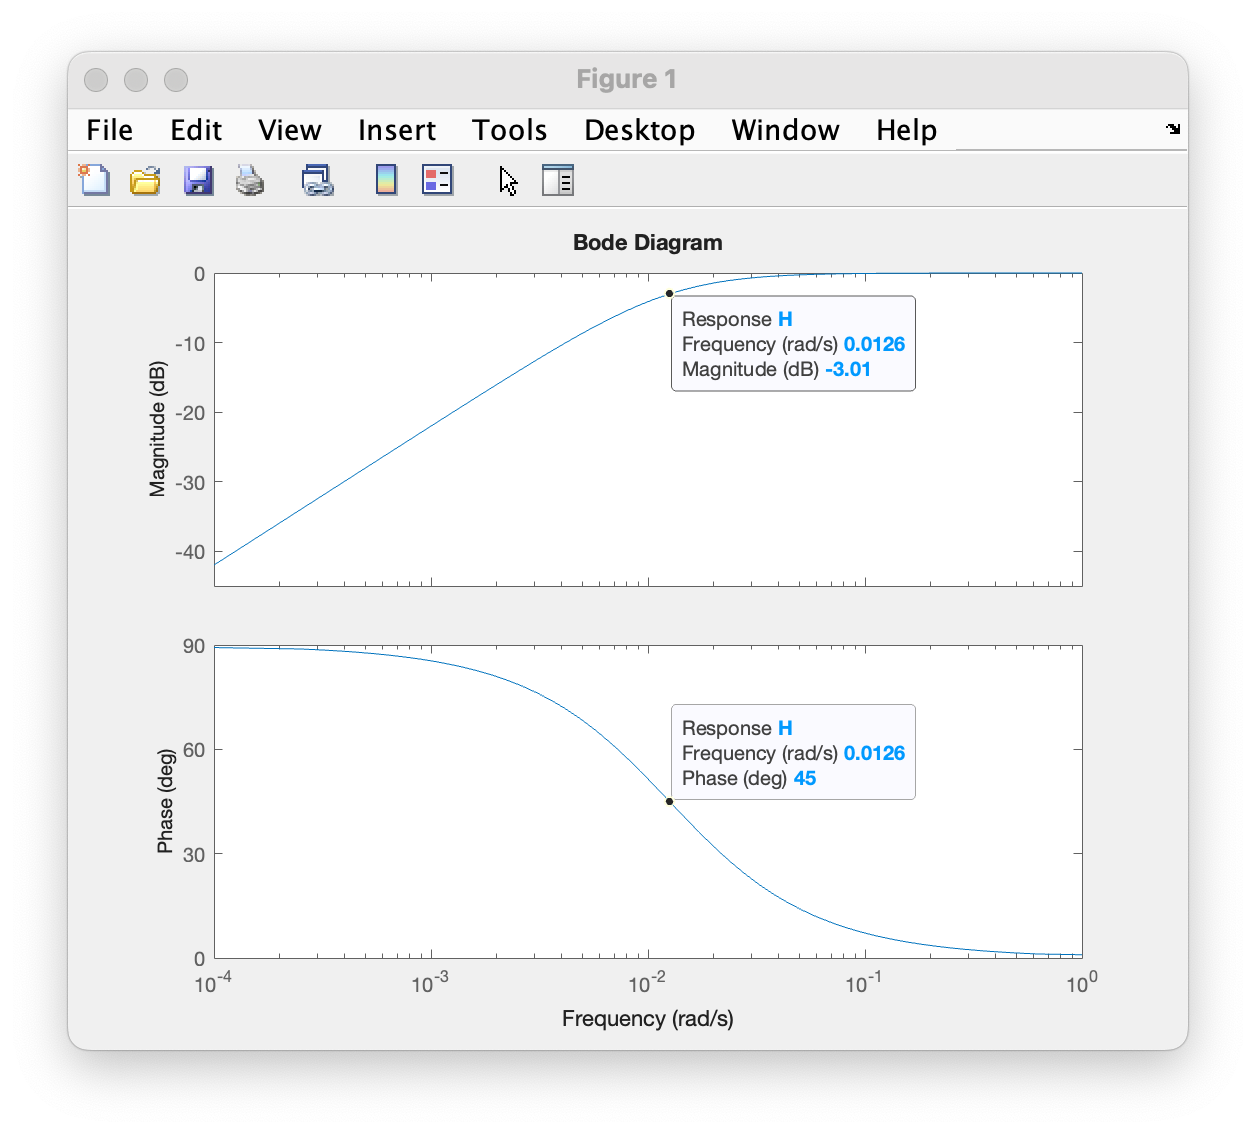 Figure 1
File Edit View Insert Tools Desktop Window Help
Bode Diagram
Magnitude (dB)
0
-10
-20
-30
-40
Response H
Frequency (rad/s) 0.0126
Magnitude (dB) -3.01
Phase (deg)
90
60
30
0
Response H
Frequency (rad/s) 0.0126
Phase (deg) 45
10-4 10-3 10-2 10-1 100
Frequency (rad/s)